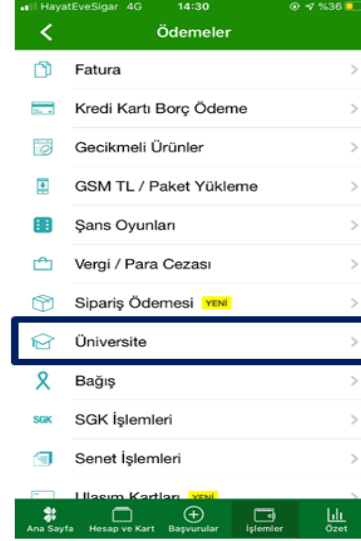 HayatEveSigar 4G 14:30 %36
Ödemeler
Fatura
Kredi Kartı Borç Ödeme
Gecikmeli Ürünler
GSM TL / Paket Yükleme
Şans Oyunları
Vergi / Para Cezası
Sipariş Ödemesi YENİ
Üniversite
Bağış
SGK SGK İşlemleri
Senet İşlemleri
Ulaşım Kartları YENİ
Ana Sayfa Hesap ve Kart Başvurular İşlemler Özet